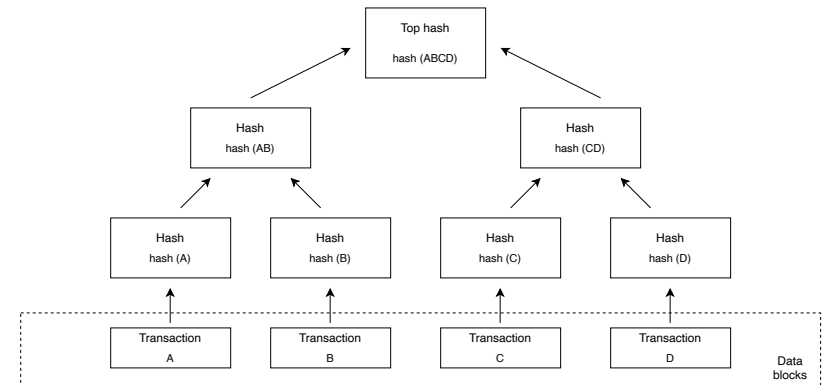 Top hash
hash (ABCD)
Hash
hash (AB)
Hash
hash (CD)
Hash
hash (A)
Hash
hash (B)
Hash
hash (C)
Hash
hash (D)
Transaction
A
Transaction
B
Transaction
C
Transaction
D
Data
blocks